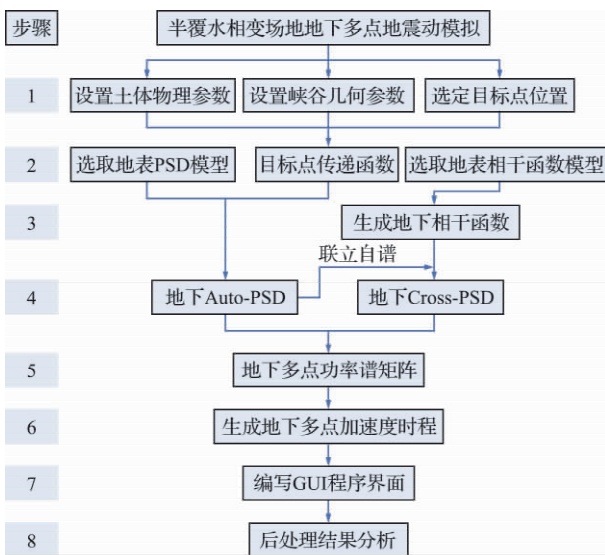 步骤
半覆水相变场地地下多点地震动模拟
1
设置土体物理参数
设置峡谷几何参数
选定目标点位置
2
选取地表PSD模型
目标点传递函数
选取地表相干函数模型
3
生成地下相干函数
联立自谱
4
地下Auto-PSD
地下Cross-PSD
5
地下多点功率谱矩阵
6
生成地下多点加速度时程
7
编写GUI程序界面
8
后处理结果分析